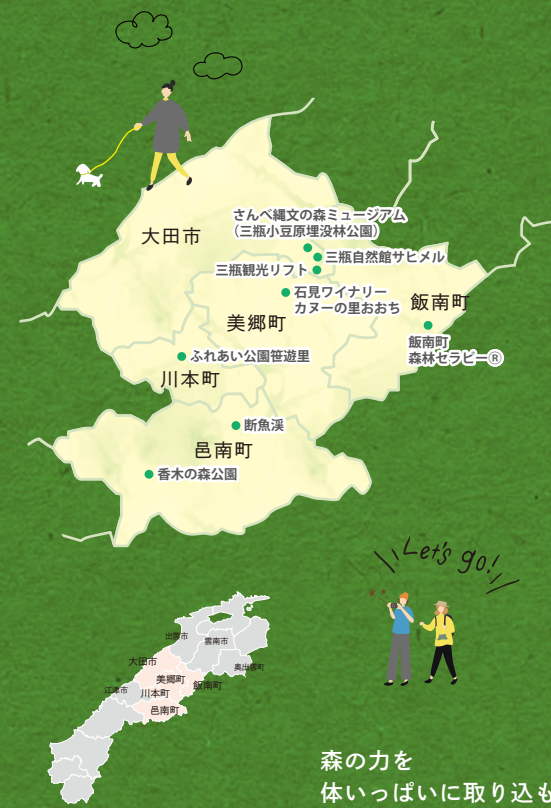 さんべ縄文の森ミュージアム
（三瓶小豆原埋没林公園）
大田市
三瓶自然館サヒメル
三瓶観光リフト
石見ワイナリー
カヌーの里おおち
飯南町
美郷町
飯南町
森林セラピー®
ふれあい公園笹遊里
川本町
断魚渓
邑南町
香木の森公園
Let's go!
出雲市
雲南市
大田市
奥出雲町
美郷町
飯南町
江津市
川本町
邑南町
森の力を
体いっぱいに取り込も